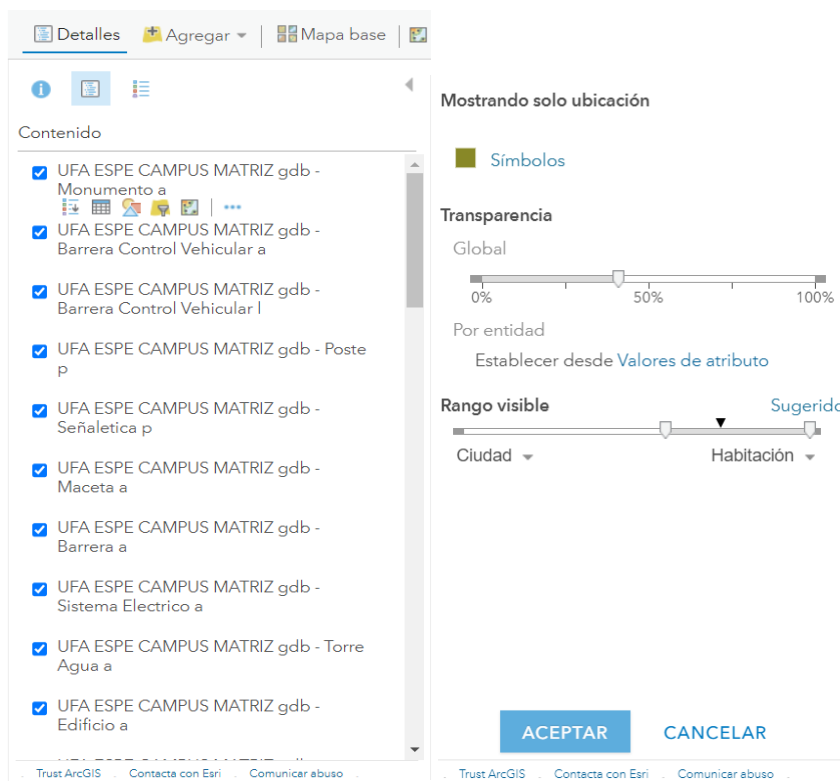 Detalles Agregar Mapa base
Contenido
UFA ESPE CAMPUS MATRIZ gdb -
Monumento a
UFA ESPE CAMPUS MATRIZ gdb -
Barrera Control Vehicular a
UFA ESPE CAMPUS MATRIZ gdb -
Barrera Control Vehicular l
UFA ESPE CAMPUS MATRIZ gdb - Poste
p
UFA ESPE CAMPUS MATRIZ gdb -
Señaletica p
UFA ESPE CAMPUS MATRIZ gdb -
Maceta a
UFA ESPE CAMPUS MATRIZ gdb -
Barrera a
UFA ESPE CAMPUS MATRIZ gdb -
Sistema Electrico a
UFA ESPE CAMPUS MATRIZ gdb - Torre
Agua a
UFA ESPE CAMPUS MATRIZ gdb -
Edificio a
Trust ArcGIS . Contacta con Esri . Comunicar abuso .
Mostrando solo ubicación
Símbolos
Transparencia
Global
0% 50% 100%
Por entidad
Establecer desde Valores de atributo
Rango visible Sugerido
Ciudad Habitación
ACEPTAR CANCELAR
. Trust ArcGIS . Contacta con Esri . Comunicar abuso .